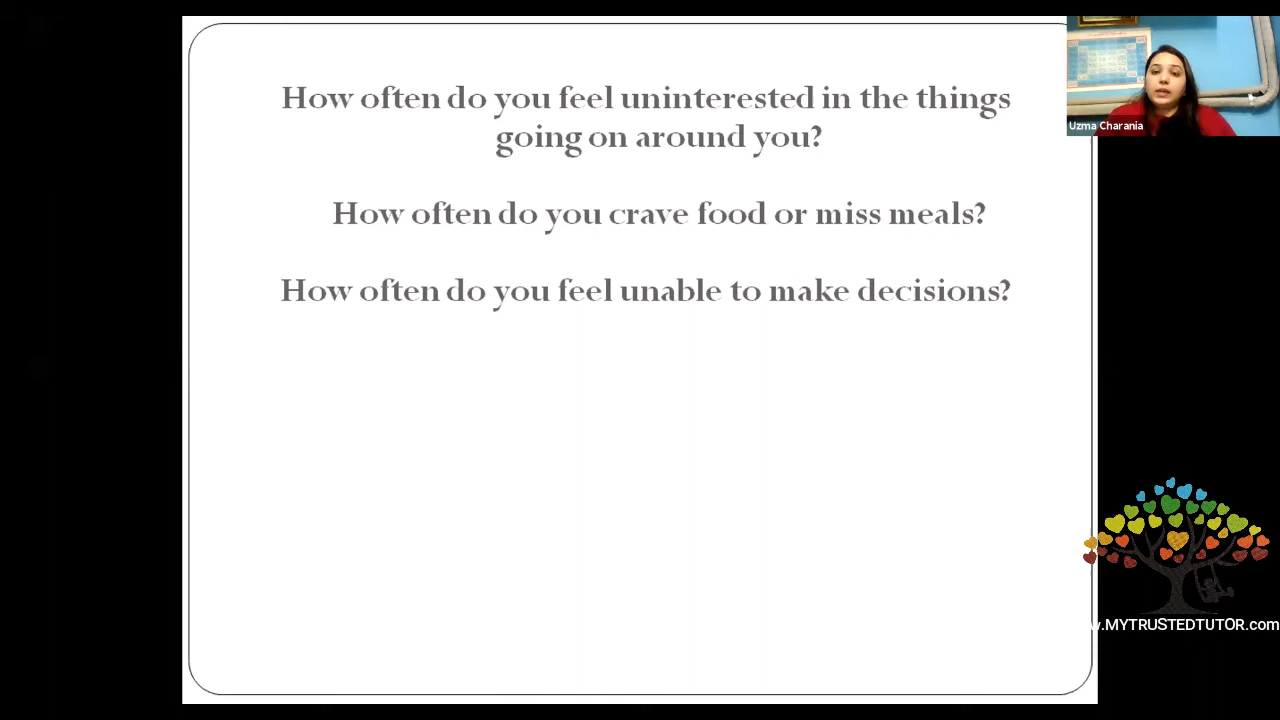 How often do you feel uninterested in the things
going on around you?
How often do you crave food or miss meals?
How often do you feel unable to make decisions?
Uzma Charania
.MYTRUSTEDTUTOR.com